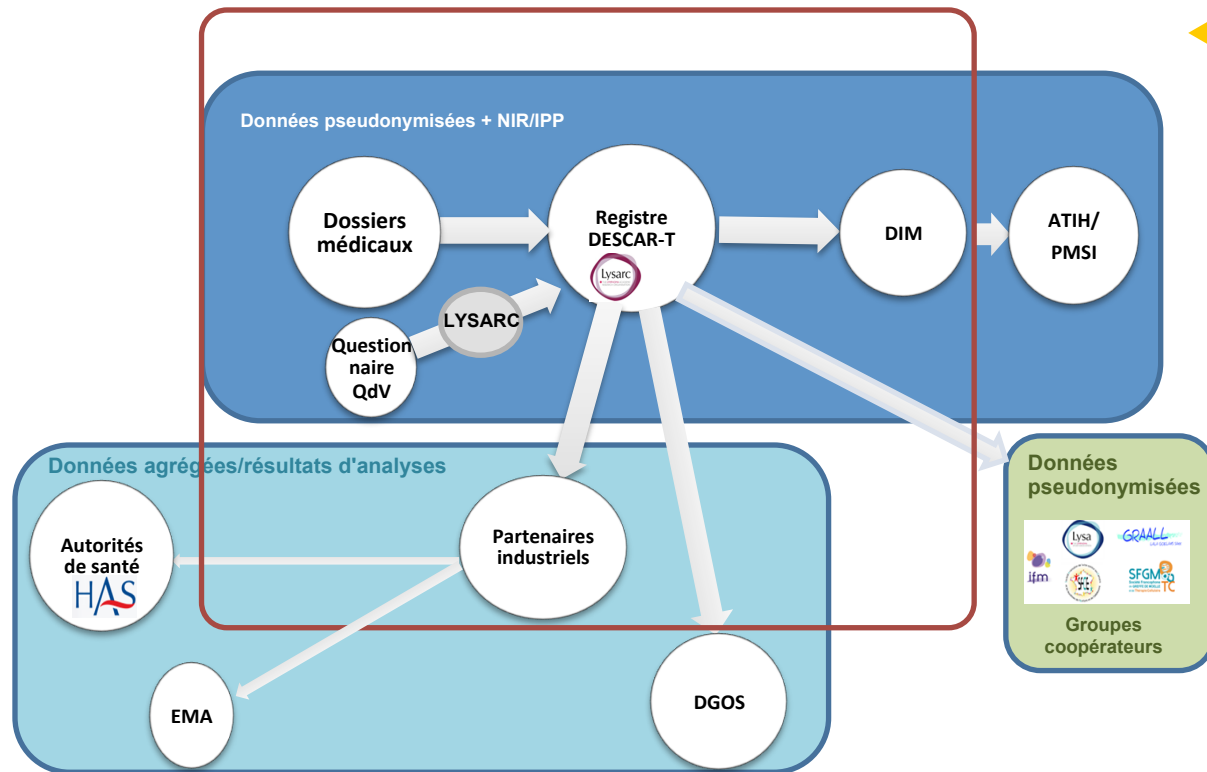 Données pseudonymisées + NIR/IPP
Dossiers
médicaux
Registre
DESCAR-T
Lysarc
DIM
ATIH/
PMSI
LYSARC
Question
naire
QdV
Données agrégées/résultats d'analyses
Autorités
de santé
HAS
Partenaires
industriels
EMA
DGOS
Données
pseudonymisées
Lysa
GRAALL
ifm
SFGM
TC
Groupes
coopérateurs